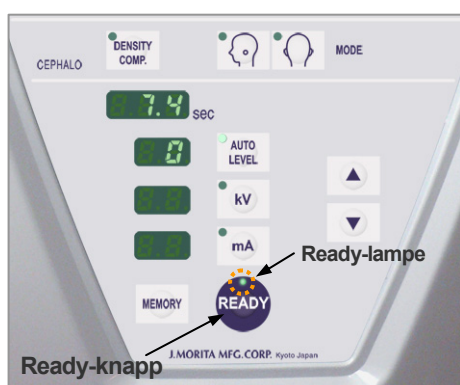 DENSITY
COMP.
CEPHALO
MODE
7.4 sec
0
AUTO
LEVEL
kV
mA
Ready-lampe
MEMORY
READY
Ready-knapp
J.MORITA MFG.CORP. Kyoto Japan